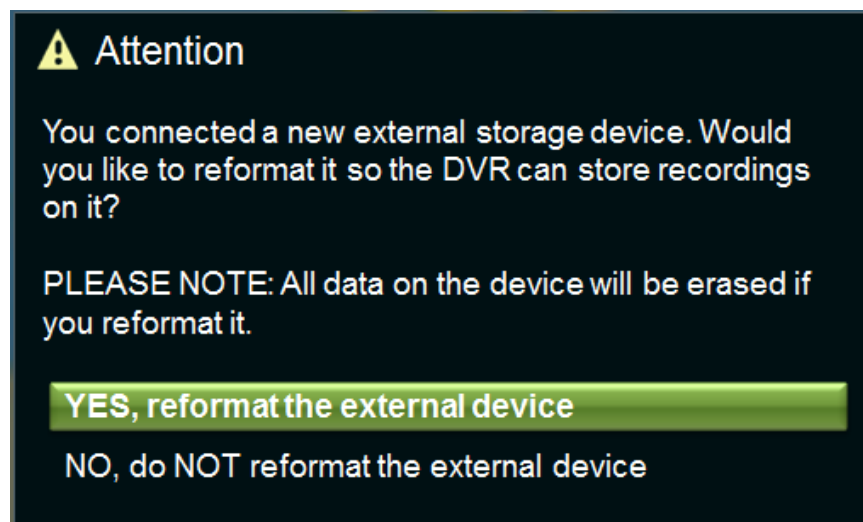 Attention
You connected a new external storage device. Would
you like to reformat it so the DVR can store recordings
on it?
PLEASE NOTE: All data on the device will be erased if
you reformat it.
YES, reformat the external device
NO, do NOT reformat the external device